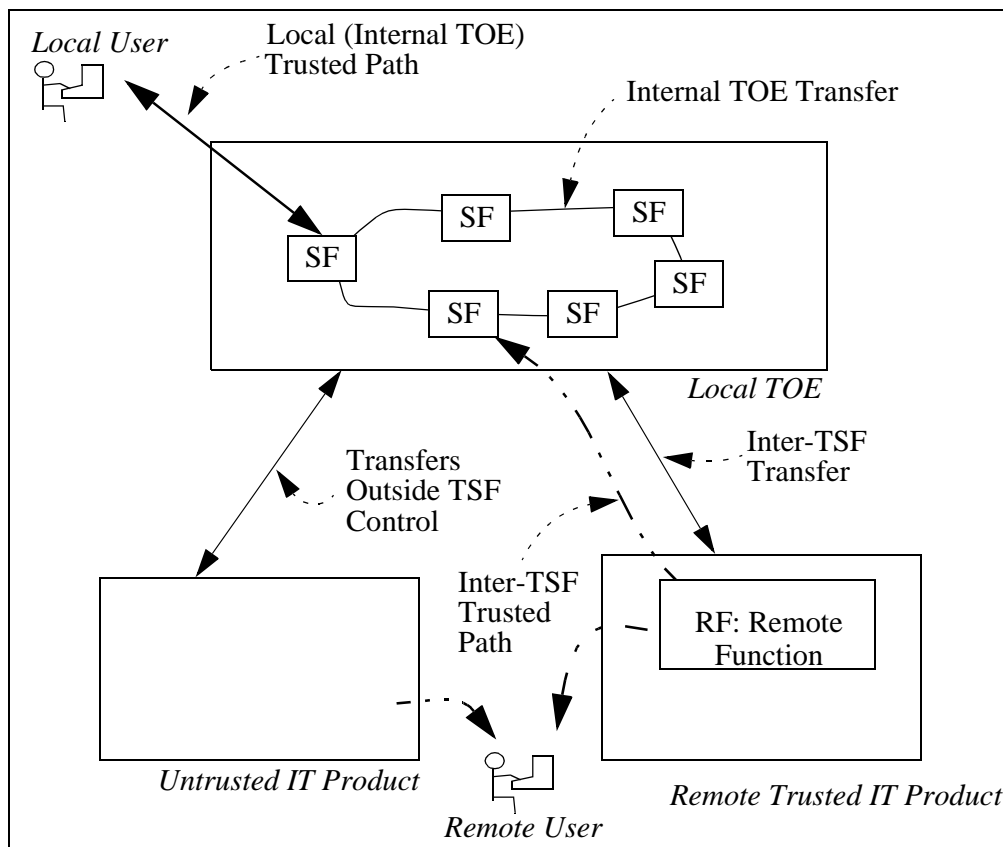 Local User
Local (Internal TOE)
Trusted Path
Internal TOE Transfer
SF
SF
SF
SF
SF
SF
Local TOE
Transfers
Outside TSF
Control
Inter-TSF
Transfer
Inter-TSF
Trusted
Path
RF: Remote
Function
Untrusted IT Product
Remote User
Remote Trusted IT Product